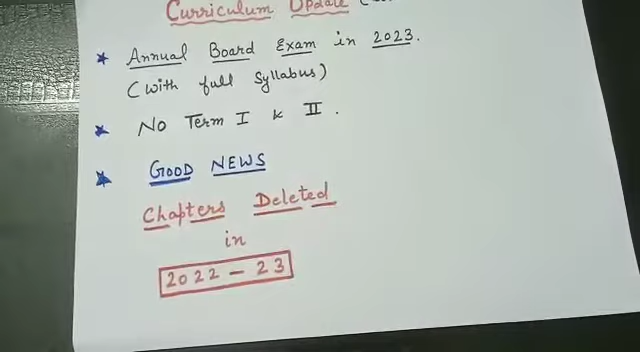 Curriculum Update
★ Annual Board Exam in 2023.
(with full syllabus)
★ No Term I & II.
★ GOOD NEWS
Chapters Deleted
in
2022 - 23